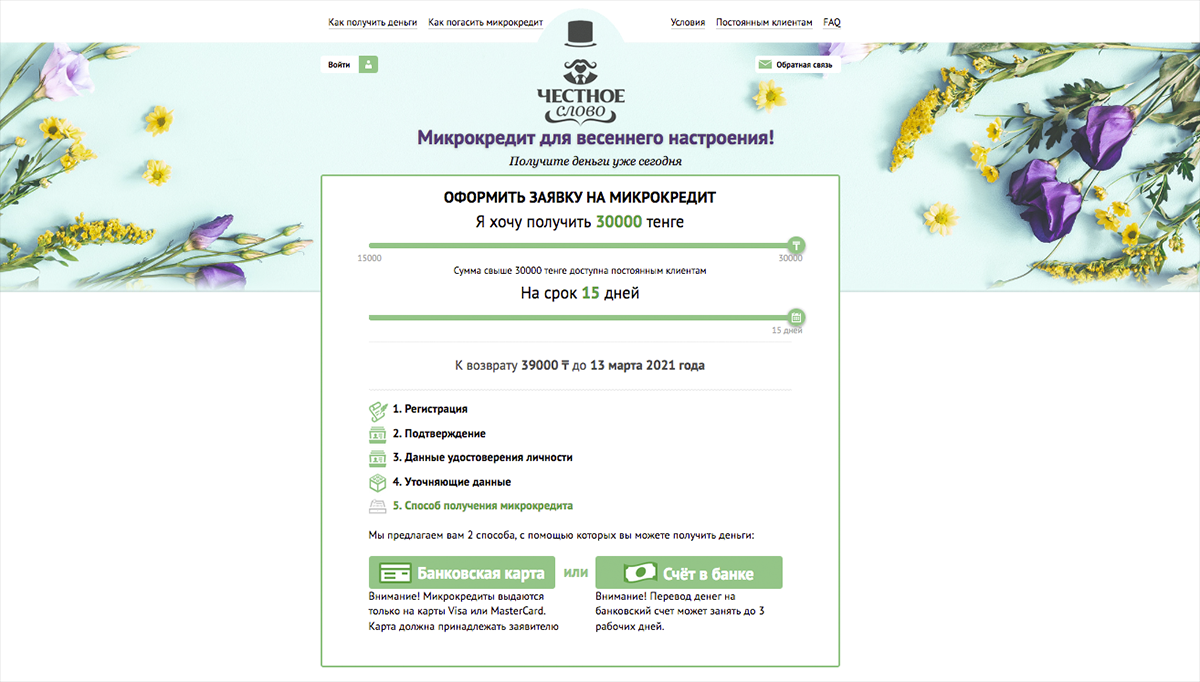 Как получить деньги Как погасить микрокредит Условия Постоянным клиентам FAQ
Войти Обратная связь
ЧЕСТНОЕ
СЛОВО
Микрокредит для весеннего настроения!
Получите деньги уже сегодня
ОФОРМИТЬ ЗАЯВКУ НА МИКРОКРЕДИТ
Я хочу получить 30000 тенге
15000 30000
Сумма свыше 30000 тенге доступна постоянным клиентам
На срок 15 дней
15 дней
К возврату 39000 ₸ до 13 марта 2021 года
1. Регистрация
2. Подтверждение
3. Данные удостоверения личности
4. Уточняющие данные
5. Способ получения микрокредита
Мы предлагаем вам 2 способа, с помощью которых вы можете получить деньги:
Банковская карта или Счёт в банке
Внимание! Микрокредиты выдаются
только на карты Visa или MasterCard.
Карта должна принадлежать заявителю
Внимание! Перевод денег на
банковский счет может занять до 3
рабочих дней.